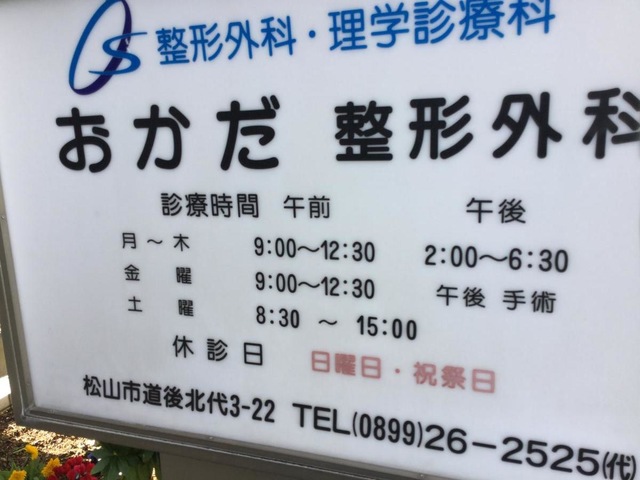 OS 整形外科・理学診療科
おかだ 整形外科
診療時間 午前 午後
月～木 9:00～12:30 2:00～6:30
金曜 9:00～12:30 午後 手術
土曜 8:30 ～ 15:00
休診日 日曜日・祝祭日
松山市道後北代3-22 TEL(0899)26-2525(代)